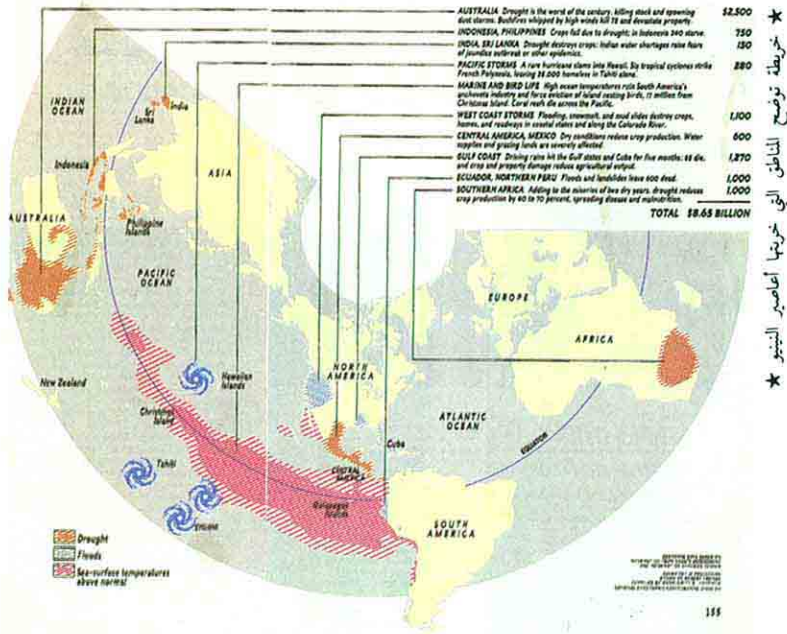 AUSTRALIA Drought is the worst of the century, killing stock and spawning $2,500
dust storms. Bushfires whipped by high winds kill 75 and devastate property.
INDONESIA, PHILIPPINES Crops fail due to drought; in Indonesia 340 starve. 750
INDIA, SRI LANKA Drought destroys crops; Indian water shortages raise fears 150
of jaundice outbreak or other epidemics.
PACIFIC STORMS A rare hurricane slams into Hawaii. Six tropical cyclones strike 280
French Polynesia, leaving 25,000 homeless in Tahiti alone.
MARINE AND BIRD LIFE High ocean temperatures ruin South America's
anchoveta industry and force aviation of island nesting birds, 17 million from
Christmas Island. Coral reefs die across the Pacific.
WEST COAST STORMS Flooding, snowmelt, and mud slides destroy crops, 1,100
homes, and roadways in coastal states and along the Colorado River.
CENTRAL AMERICA, MEXICO Dry conditions reduce crop production. Water 600
supplies and grazing lands are severely affected.
GULF COAST Driving rains hit the Gulf states and Cuba for five months; 65 die, 1,270
and crop and property damage reduce agricultural output.
ECUADOR, NORTHERN PERU Floods and landslides leave 600 dead. 1,000
SOUTHERN AFRICA Adding to the miseries of two dry years, drought reduces 1,000
crop production by 40 to 70 percent, spreading disease and malnutrition.
TOTAL $8.65 BILLION
INDIAN
OCEAN
Sri
Lanka
India
Indonesia
ASIA
AUSTRALIA
Philippine
Islands
PACIFIC
OCEAN
EUROPE
AFRICA
NORTH
AMERICA
New Zealand
Hawaiian
Islands
Christmas
Island
ATLANTIC
OCEAN
EQUATOR
Cuba
Tahiti
CENTRAL
AMERICA
Galapagos
Islands
SOUTH
AMERICA
Drought
Floods
Sea-surface temperatures
above normal
155
★ خريطة توضح المناطق التي خربتها أعاصير النينيو ★